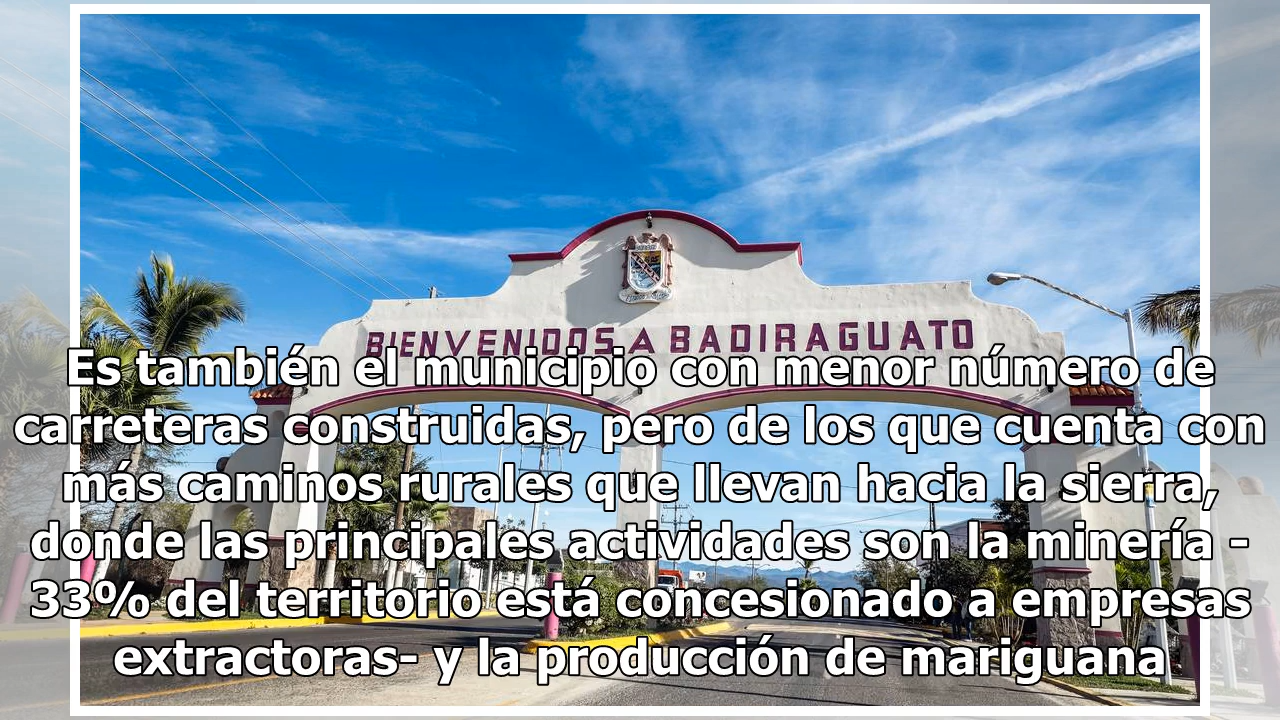 BIENVENIDOS A BADIRAGUATO
Es también el municipio con menor número de
carreteras construidas, pero de los que cuenta con
más caminos rurales que llevan hacia la sierra,
donde las principales actividades son la minería -
33% del territorio está concesionado a empresas
extractoras- y la producción de mariguana